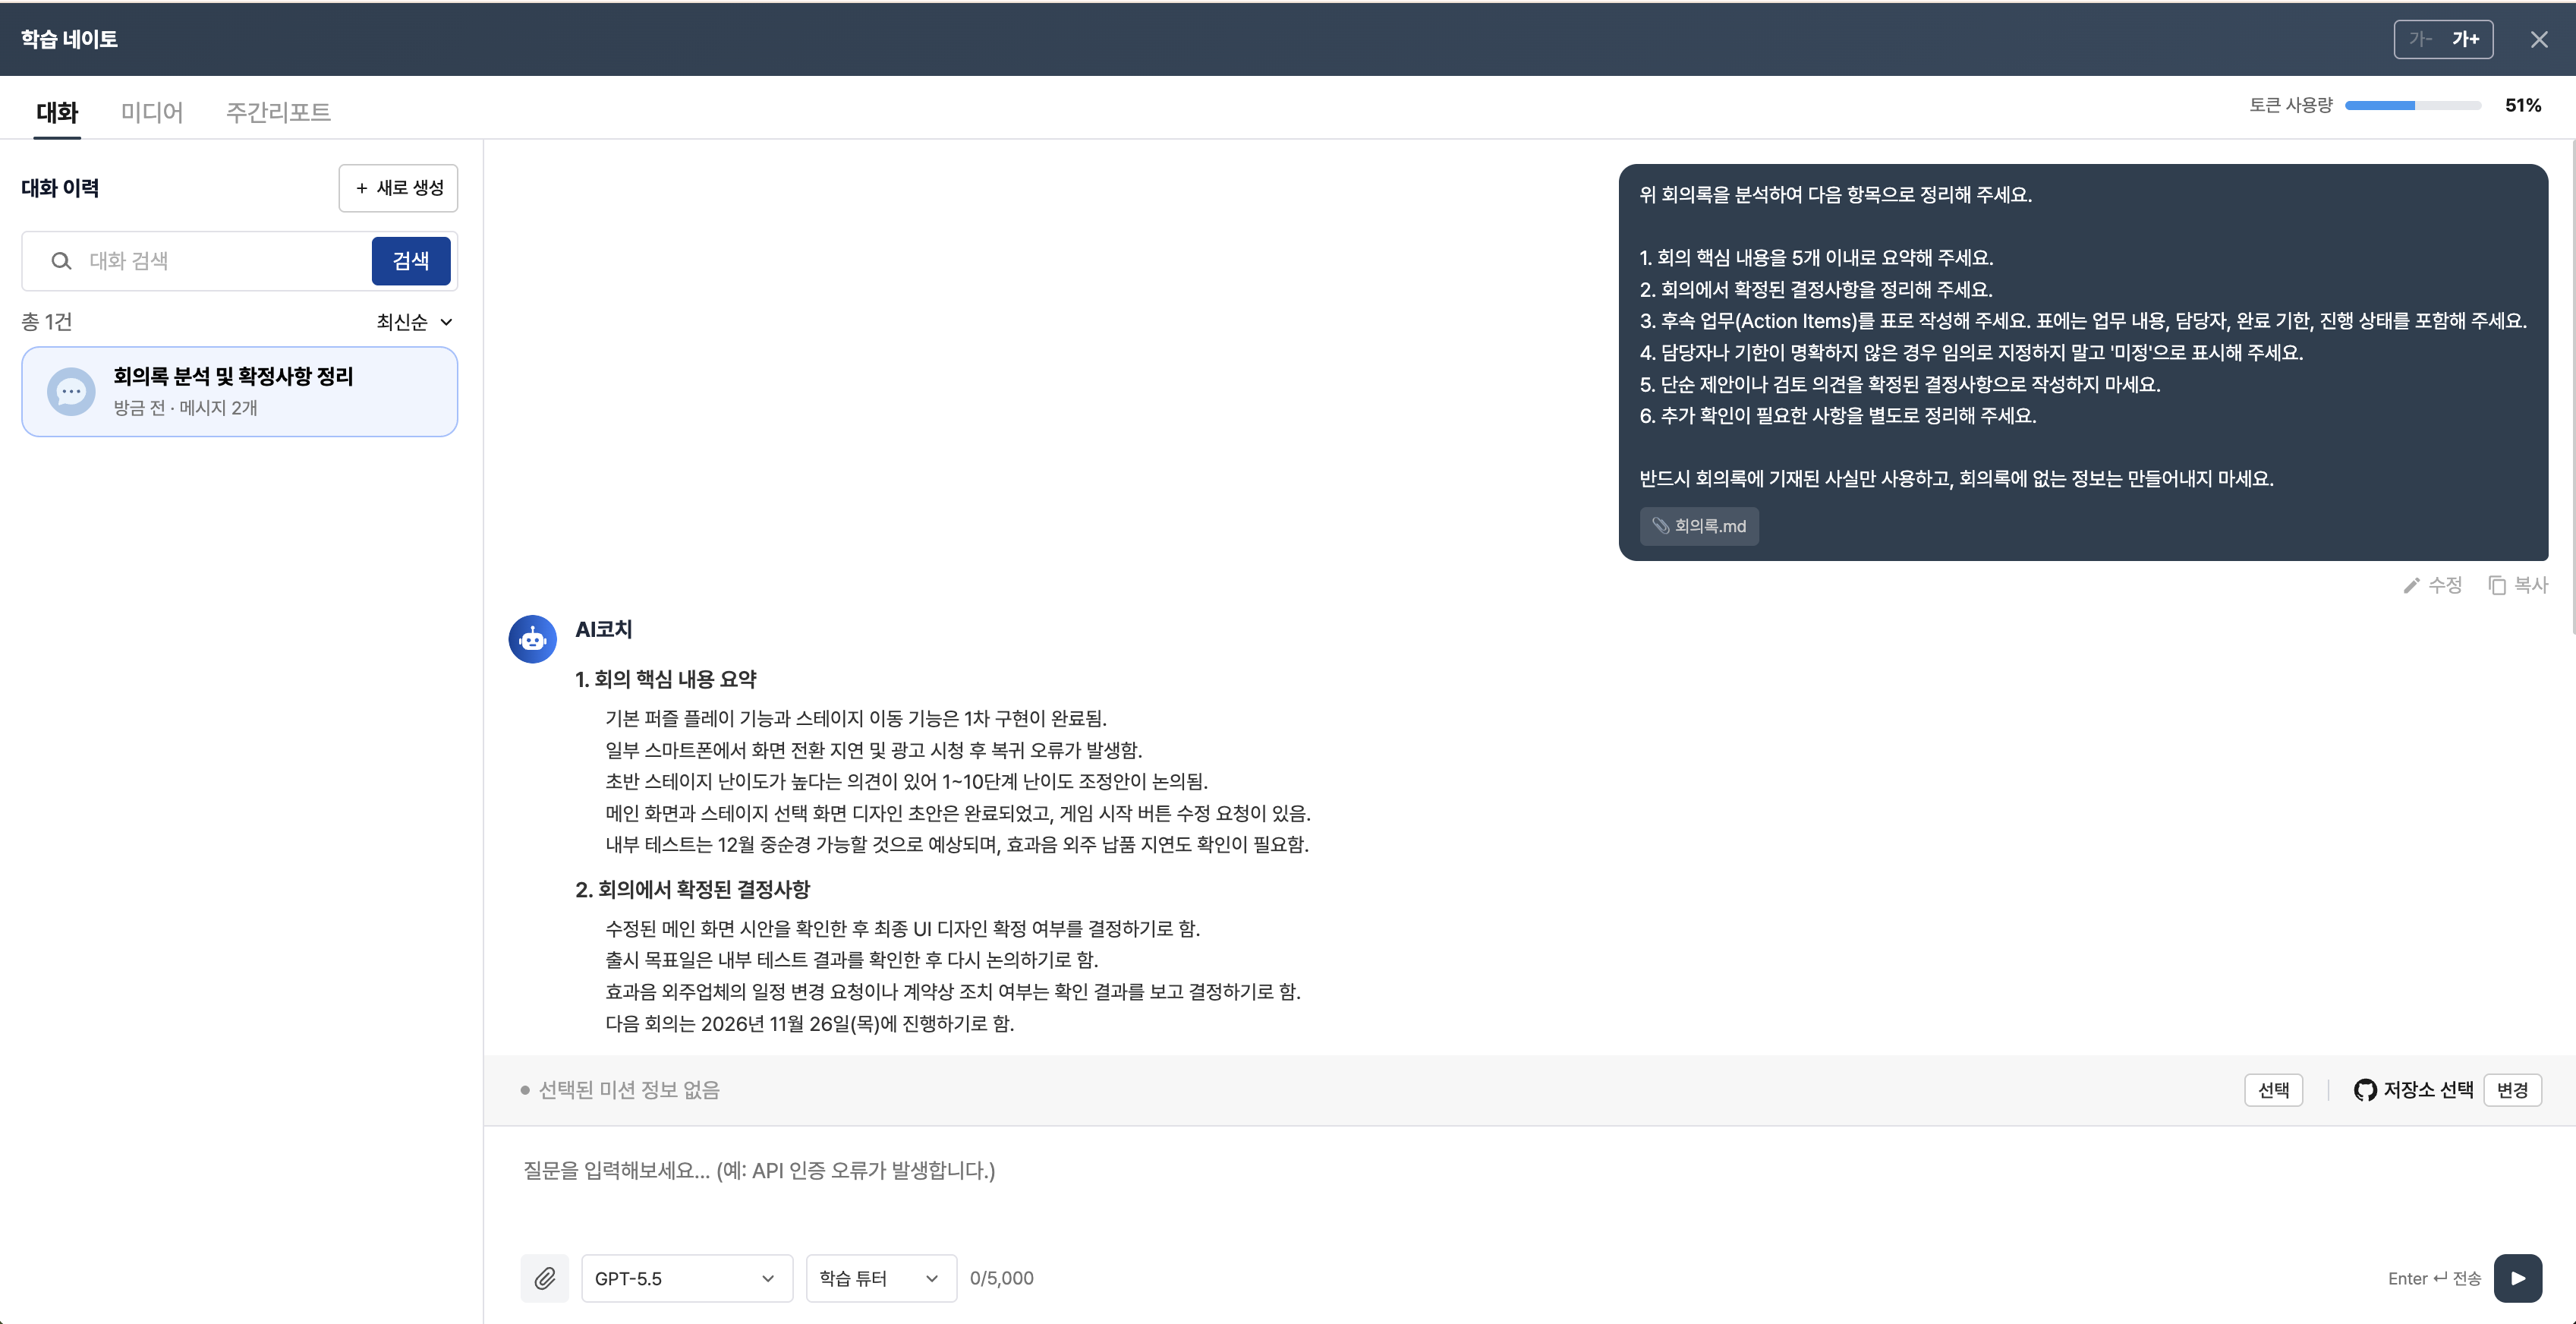 학습 네이토
가- 가+
대화 미디어 주간리포트
토큰 사용량 51%
대화 이력
+ 새로 생성
대화 검색
검색
총 1건
최신순
회의록 분석 및 확정사항 정리
방금 전 · 메시지 2개
위 회의록을 분석하여 다음 항목으로 정리해 주세요.
1. 회의 핵심 내용을 5개 이내로 요약해 주세요.
2. 회의에서 확정된 결정사항을 정리해 주세요.
3. 후속 업무(Action Items)를 표로 작성해 주세요. 표에는 업무 내용, 담당자, 완료 기한, 진행 상태를 포함해 주세요.
4. 담당자나 기한이 명확하지 않은 경우 임의로 지정하지 말고 '미정'으로 표시해 주세요.
5. 단순 제안이나 검토 의견을 확정된 결정사항으로 작성하지 마세요.
6. 추가 확인이 필요한 사항을 별도로 정리해 주세요.
반드시 회의록에 기재된 사실만 사용하고, 회의록에 없는 정보는 만들어내지 마세요.
회의록.md
수정 복사
AI코치
1. 회의 핵심 내용 요약
기본 퍼즐 플레이 기능과 스테이지 이동 기능은 1차 구현이 완료됨.
일부 스마트폰에서 화면 전환 지연 및 광고 시청 후 복귀 오류가 발생함.
초반 스테이지 난이도가 높다는 의견이 있어 1~10단계 난이도 조정안이 논의됨.
메인 화면과 스테이지 선택 화면 디자인 초안은 완료되었고, 게임 시작 버튼 수정 요청이 있음.
내부 테스트는 12월 중순경 가능할 것으로 예상되며, 효과음 외주 납품 지연도 확인이 필요함.
2. 회의에서 확정된 결정사항
수정된 메인 화면 시안을 확인한 후 최종 UI 디자인 확정 여부를 결정하기로 함.
출시 목표일은 내부 테스트 결과를 확인한 후 다시 논의하기로 함.
효과음 외주업체의 일정 변경 요청이나 계약상 조치 여부는 확인 결과를 보고 결정하기로 함.
다음 회의는 2026년 11월 26일(목)에 진행하기로 함.
선택된 미션 정보 없음
선택
저장소 선택
변경
질문을 입력해보세요... (예: API 인증 오류가 발생합니다.)
GPT-5.5
학습 튜터
0/5,000
Enter ↵ 전송